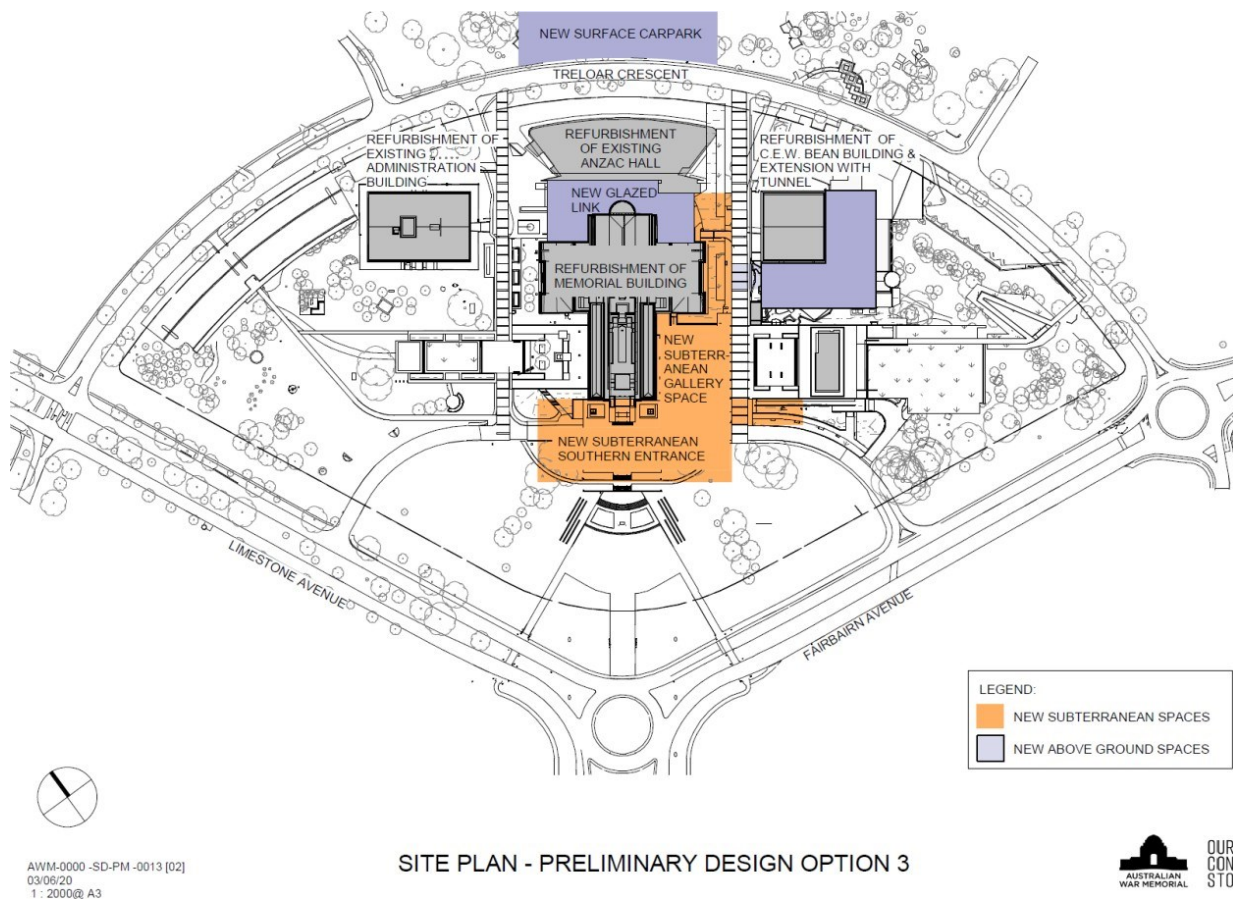 NEW SURFACE CARPARK
TRELOAR CRESCENT
REFURBISHMENT OF
EXISTING
ADMINISTRATION
BUILDING
REFURBISHMENT
OF EXISTING
ANZAC HALL
REFURBISHMENT OF
C.E.W. BEAN BUILDING &
EXTENSION WITH
TUNNEL
NEW GLAZED
LINK
REFURBISHMENT OF
MEMORIAL BUILDING
NEW
SUBTERR-
ANEAN
GALLERY
SPACE
NEW SUBTERRANEAN
SOUTHERN ENTRANCE
LIMESTONE AVENUE
FAIRBAIRN AVENUE
LEGEND:
NEW SUBTERRANEAN SPACES
NEW ABOVE GROUND SPACES
AWM-0000 -SD-PM -0013 [02]
03/06/20
1 : 2000@ A3
SITE PLAN - PRELIMINARY DESIGN OPTION 3
AUSTRALIAN
WAR MEMORIAL
OUR
CON
STO